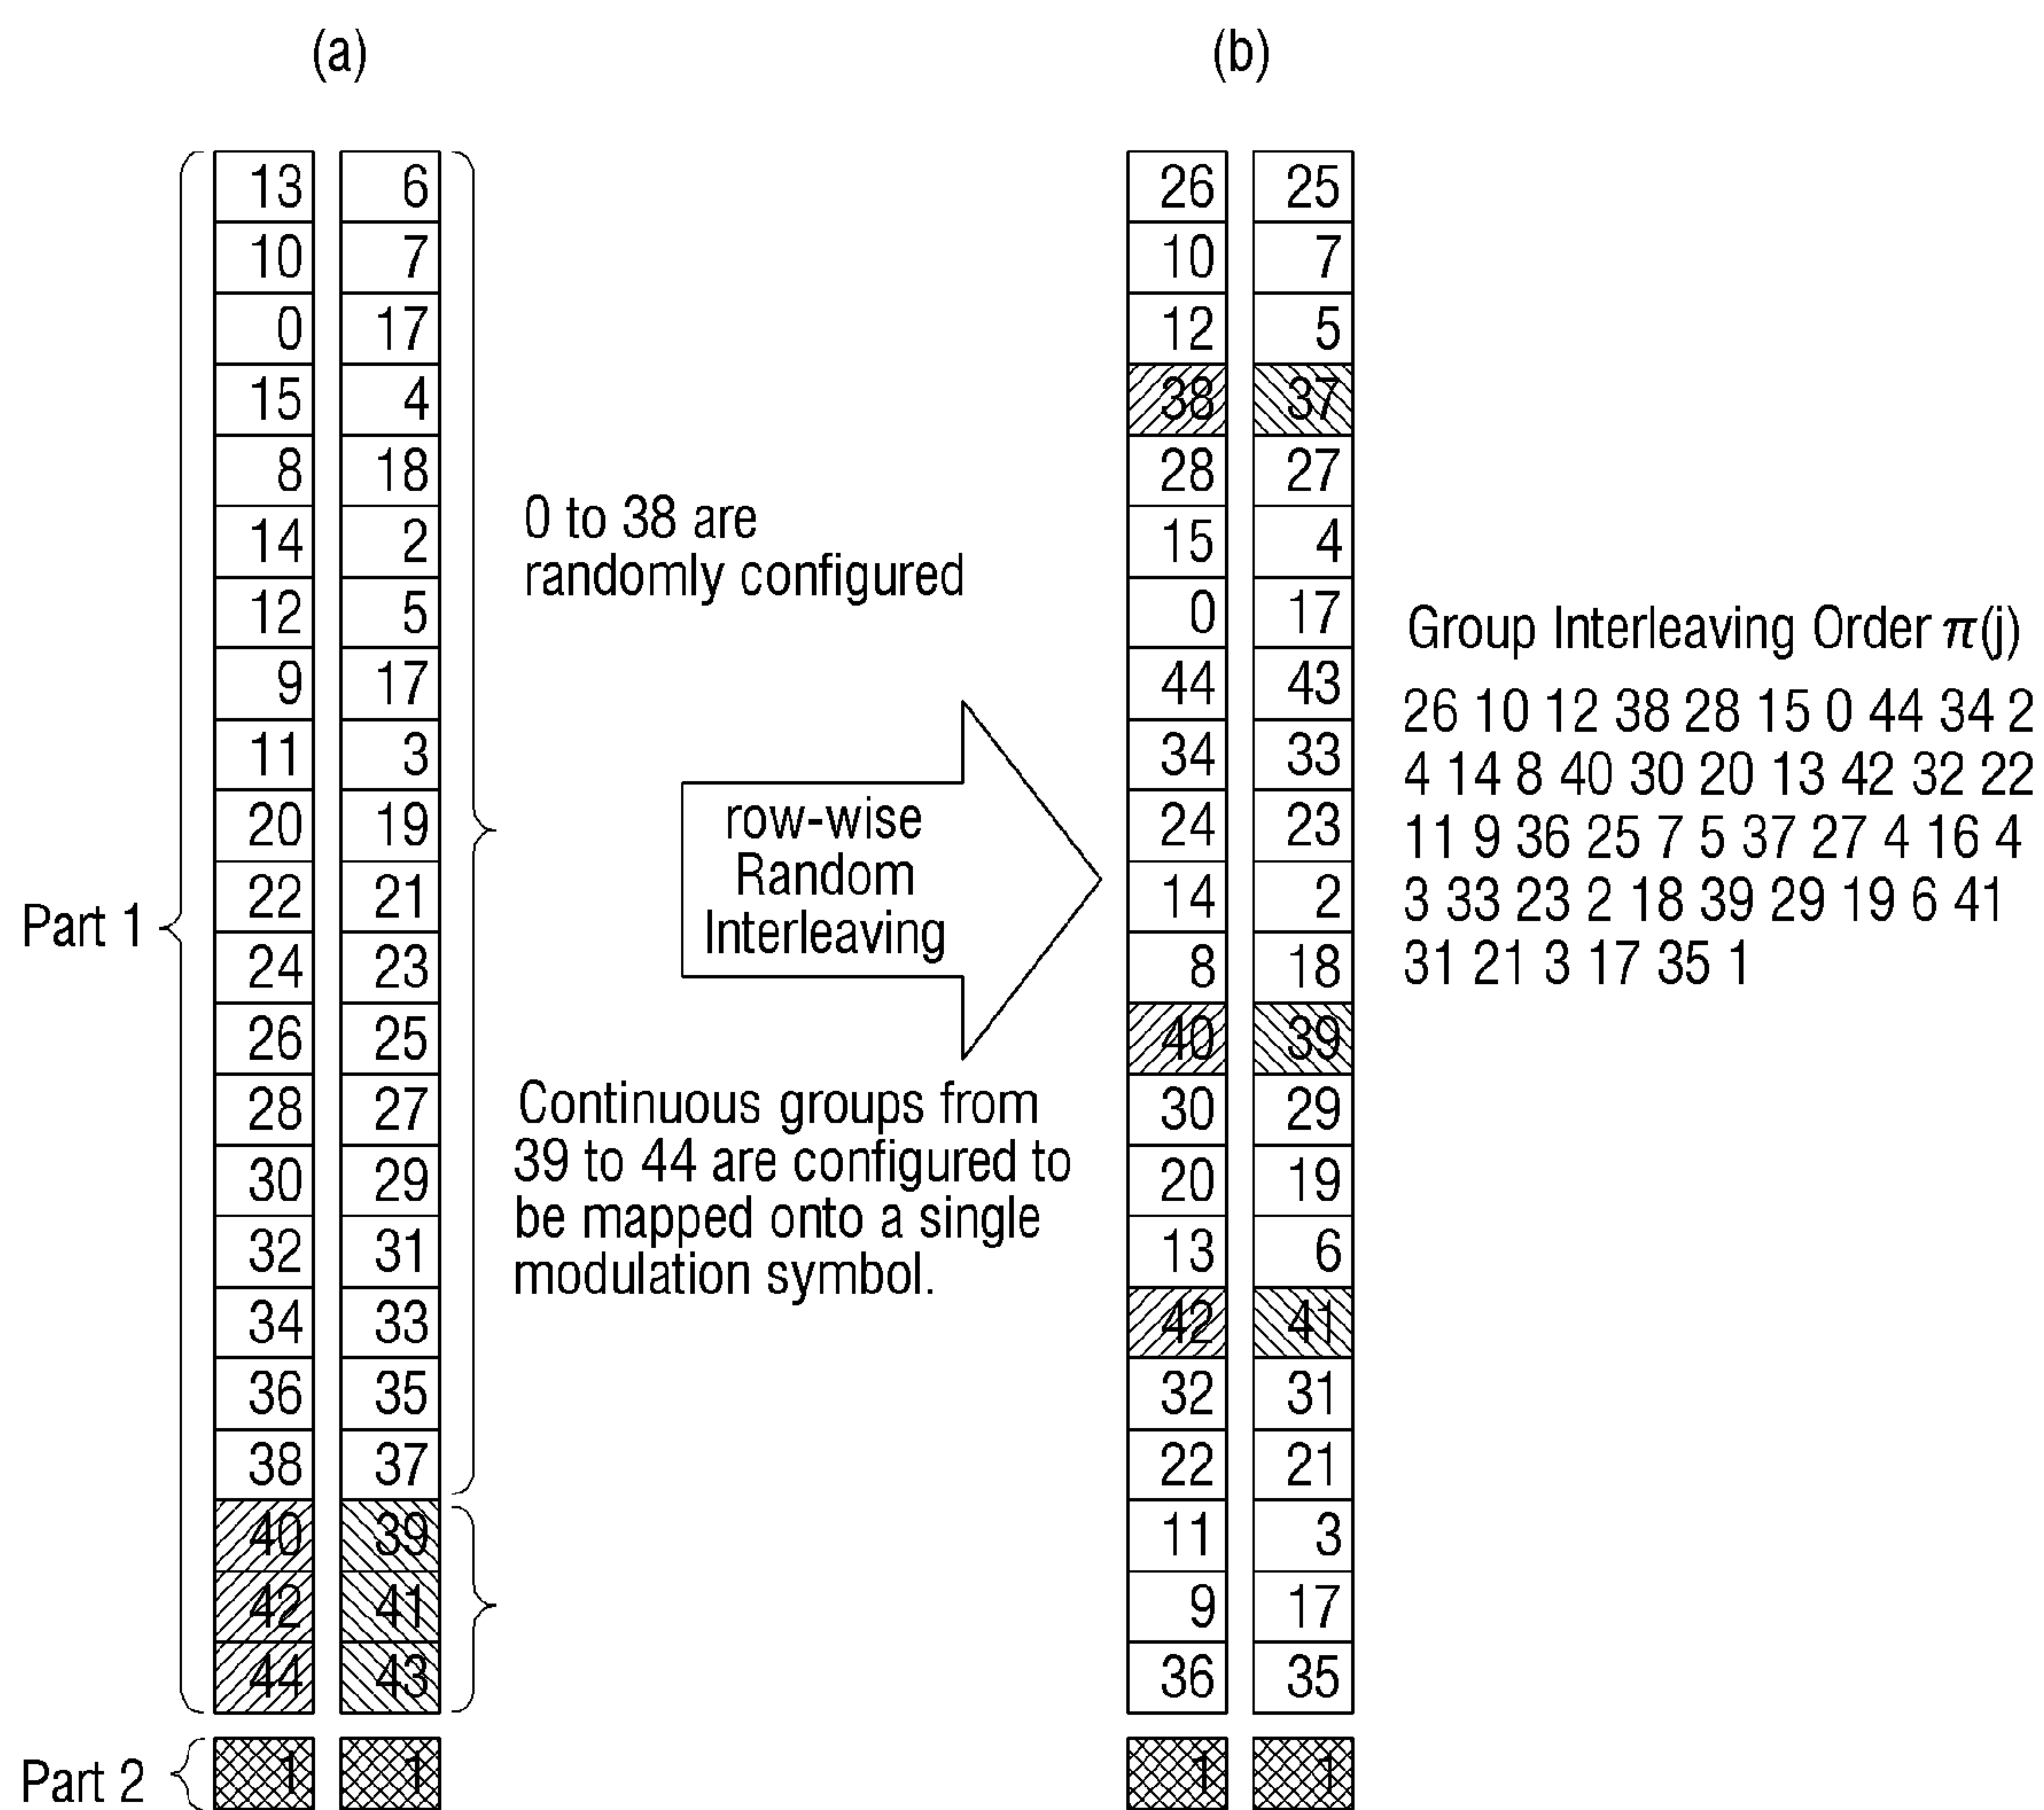 (a)
(b)
13 6
10 7
0 17
15 4
8 18
14 2
12 5
9 17
11 3
20 19
22 21
24 23
26 25
28 27
30 29
32 31
34 33
36 35
38 37
40 39
42 41
44 43
1 1
Part 1
Part 2
0 to 38 are
randomly configured
row-wise
Random
Interleaving
Continuous groups from
39 to 44 are configured to
be mapped onto a single
modulation symbol.
26 25
10 7
12 5
38 37
28 27
15 4
0 17
44 43
34 33
24 23
14 2
8 18
40 39
30 29
20 19
13 6
42 41
32 31
22 21
11 3
9 17
36 35
1 1
Group Interleaving Order π(j)
26 10 12 38 28 15 0 44 34 2
4 14 8 40 30 20 13 42 32 22
11 9 36 25 7 5 37 27 4 16 4
3 33 23 2 18 39 29 19 6 41
31 21 3 17 35 1